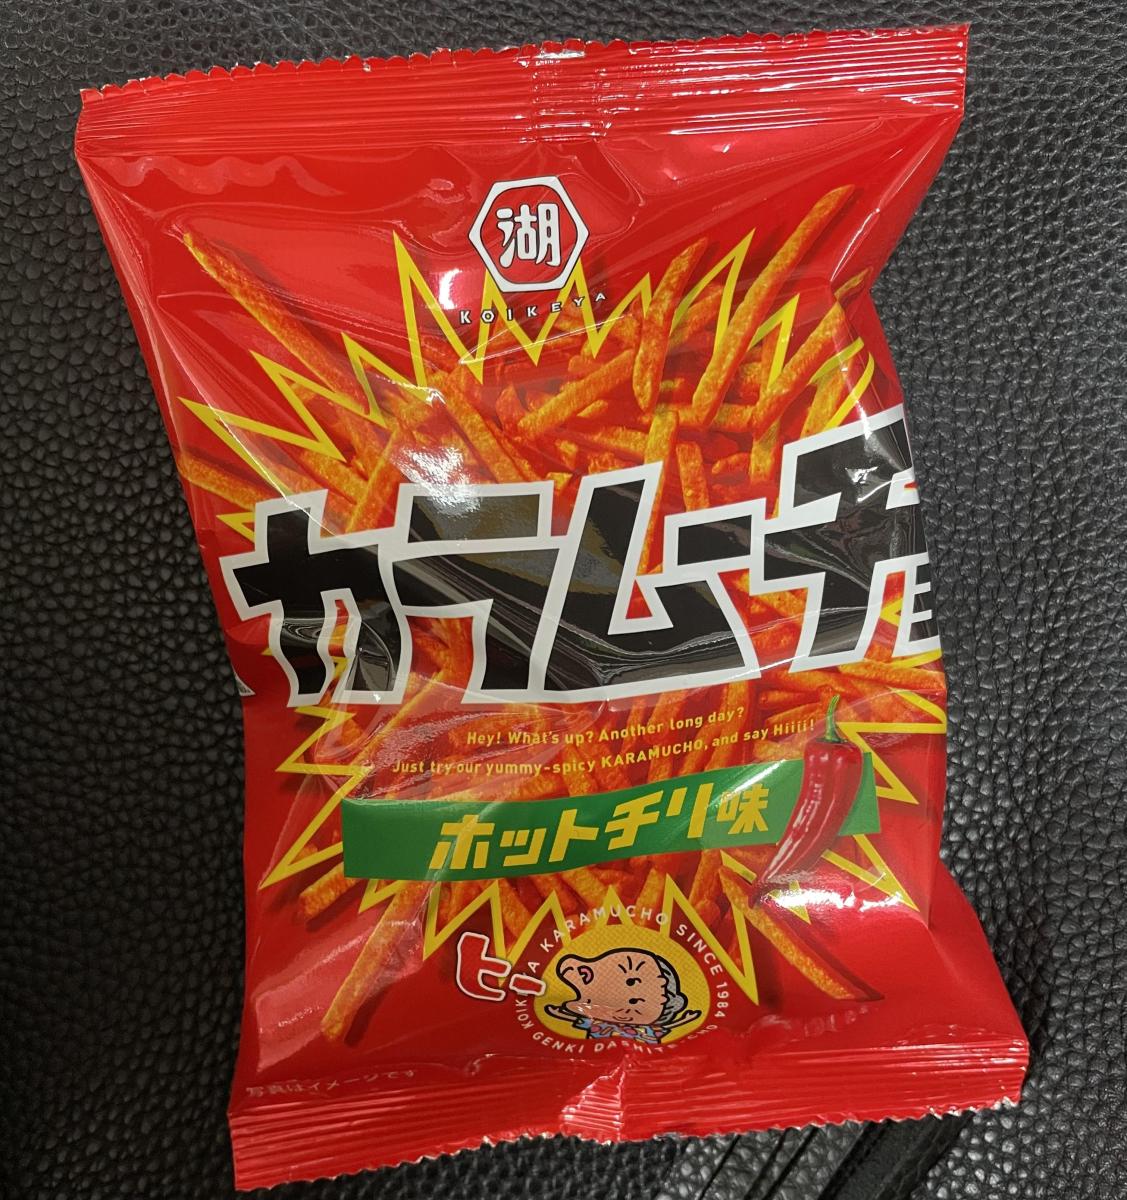 湖
KOIKEYA
カラムチョ
Hey! What's up? Another long day?
Just try our yummy-spicy KARAMUCHO, and say Hiiii!
ホットチリ味
ヒー
KARAMUCHO SINCE 1984
GENKI
写真はイメージです